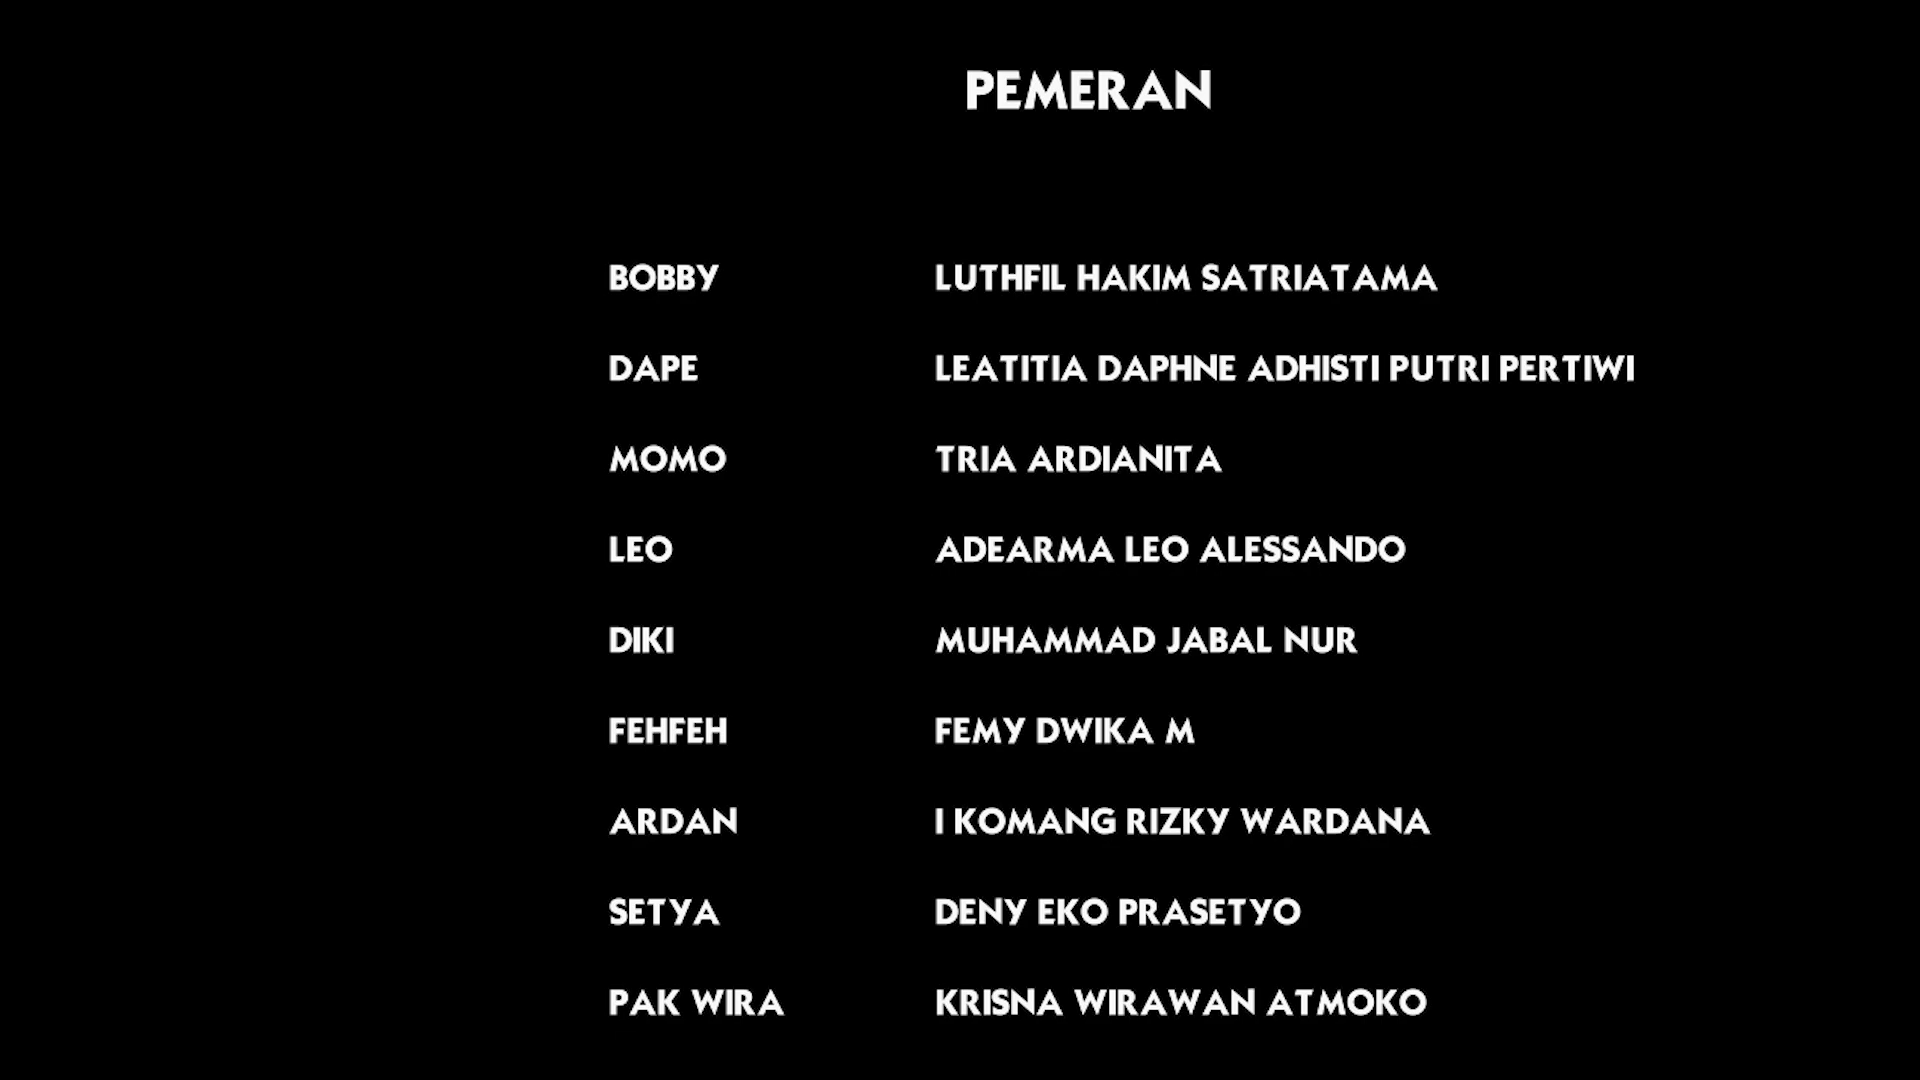 PEMERAN
BOBBY LUTHFIL HAKIM SATRIATAMA
DAPE LEATITIA DAPHNE ADHISTI PUTRI PERTIWI
MOMO TRIA ARDIANITA
LEO ADEARMA LEO ALESSANDO
DIKI MUHAMMAD JABAL NUR
FEHFEH FEMY DWIKA M
ARDAN I KOMANG RIZKY WARDANA
SETYA DENY EKO PRASETYO
PAK WIRA KRISNA WIRAWAN ATMOKO